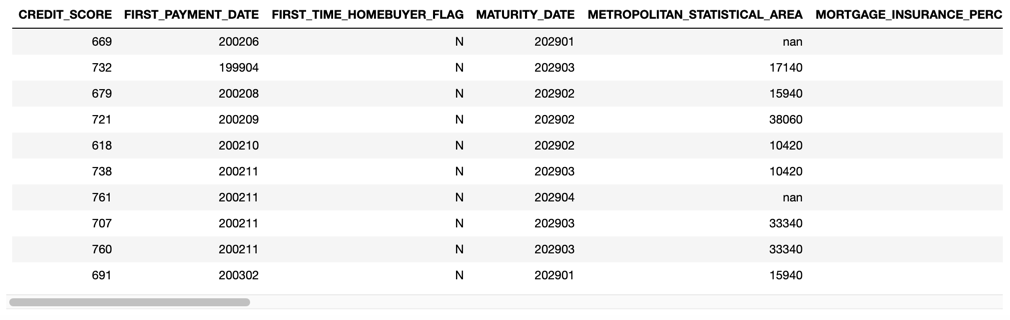 CREDIT_SCORE FIRST_PAYMENT_DATE FIRST_TIME_HOMEBUYER_FLAG MATURITY_DATE METROPOLITAN_STATISTICAL_AREA MORTGAGE_INSURANCE_PERC
669 200206 N 202901 nan
732 199904 N 202903 17140
679 200208 N 202902 15940
721 200209 N 202902 38060
618 200210 N 202902 10420
738 200211 N 202903 10420
761 200211 N 202904 nan
707 200211 N 202903 33340
760 200211 N 202903 33340
691 200302 N 202901 15940